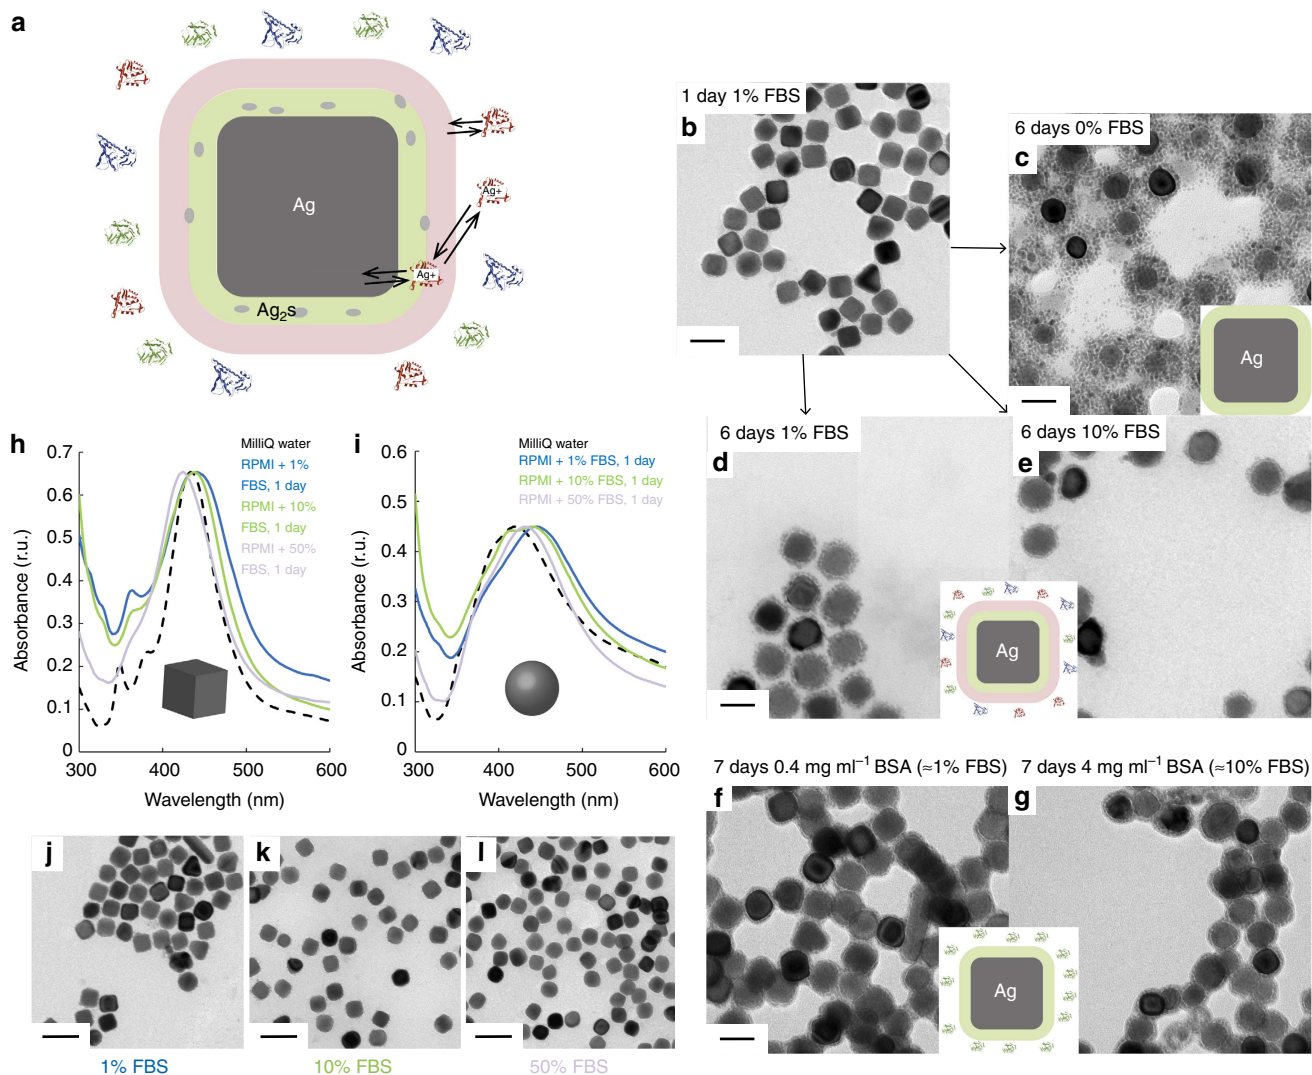 a
Ag+
Ag
Ag+
Ag₂s
1 day 1% FBS
b
6 days 0% FBS
c
Ag
6 days 1% FBS
d
6 days 10% FBS
e
Ag
h
0.7
0.6
0.5
0.4
0.3
0.2
0.1
0
Absorbance (r.u.)
300
400
500
600
Wavelength (nm)
MilliQ water
RPMI + 1%
FBS, 1 day
RPMI + 10%
FBS, 1 day
RPMI + 50%
FBS, 1 day
i
0.6
0.5
0.4
0.3
0.2
0.1
0
Absorbance (r.u.)
300
400
500
600
Wavelength (nm)
MilliQ water
RPMI + 1% FBS, 1 day
RPMI + 10% FBS, 1 day
RPMI + 50% FBS, 1 day
7 days 0.4 mg ml⁻¹ BSA (≈1% FBS)
f
7 days 4 mg ml⁻¹ BSA (≈10% FBS)
g
Ag
j
1% FBS
k
10% FBS
l
50% FBS